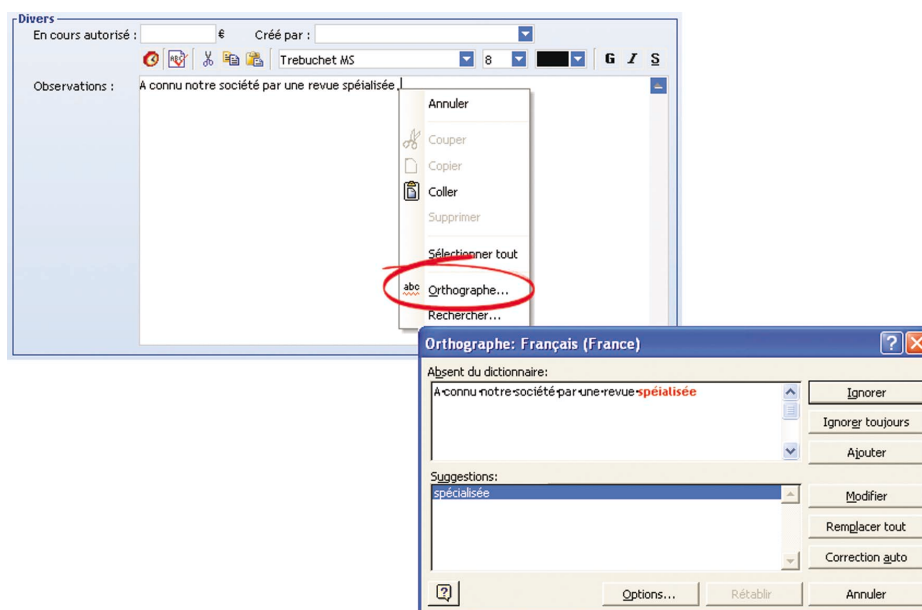 Divers
En cours autorisé : € Créé par :
Trebuchet MS 8 G I S
Observations : A connu notre société par une revue spéialisée.
Annuler
Couper
Copier
Coller
Supprimer
Sélectionner tout
abc Orthographe...
Rechercher...
Orthographe: Français (France)
Absent du dictionnaire:
A·connu·notre·société·par·une·revue·spéialisée
Ignorer
Ignorer toujours
Ajouter
Suggestions:
spécialisée
Modifier
Remplacer tout
Correction auto
Options... Rétablir Annuler